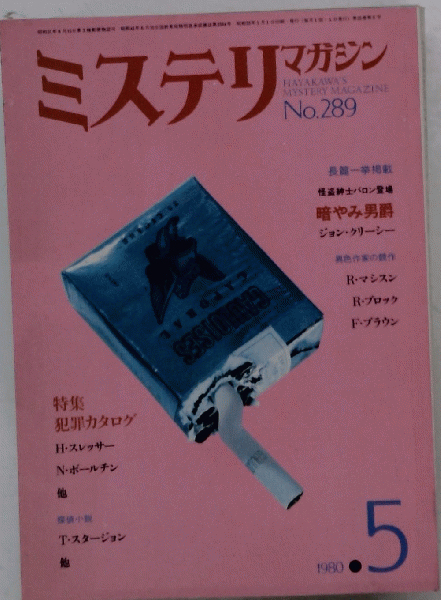 ミステリマガジン
HAYAKAWA'S
MYSTERY MAGAZINE
No.289
長篇一挙掲載
怪盗紳士バロン登場
暗やみ男爵
ジョン・クリーシー
異色作家の競作
R・マシスン
R・ブロック
F・ブラウン
CAPORAL
GAULOISES
特集
犯罪カタログ
H・スレッサー
N・ボールチン
他
探偵小説
T・スタージョン
他
1980●5